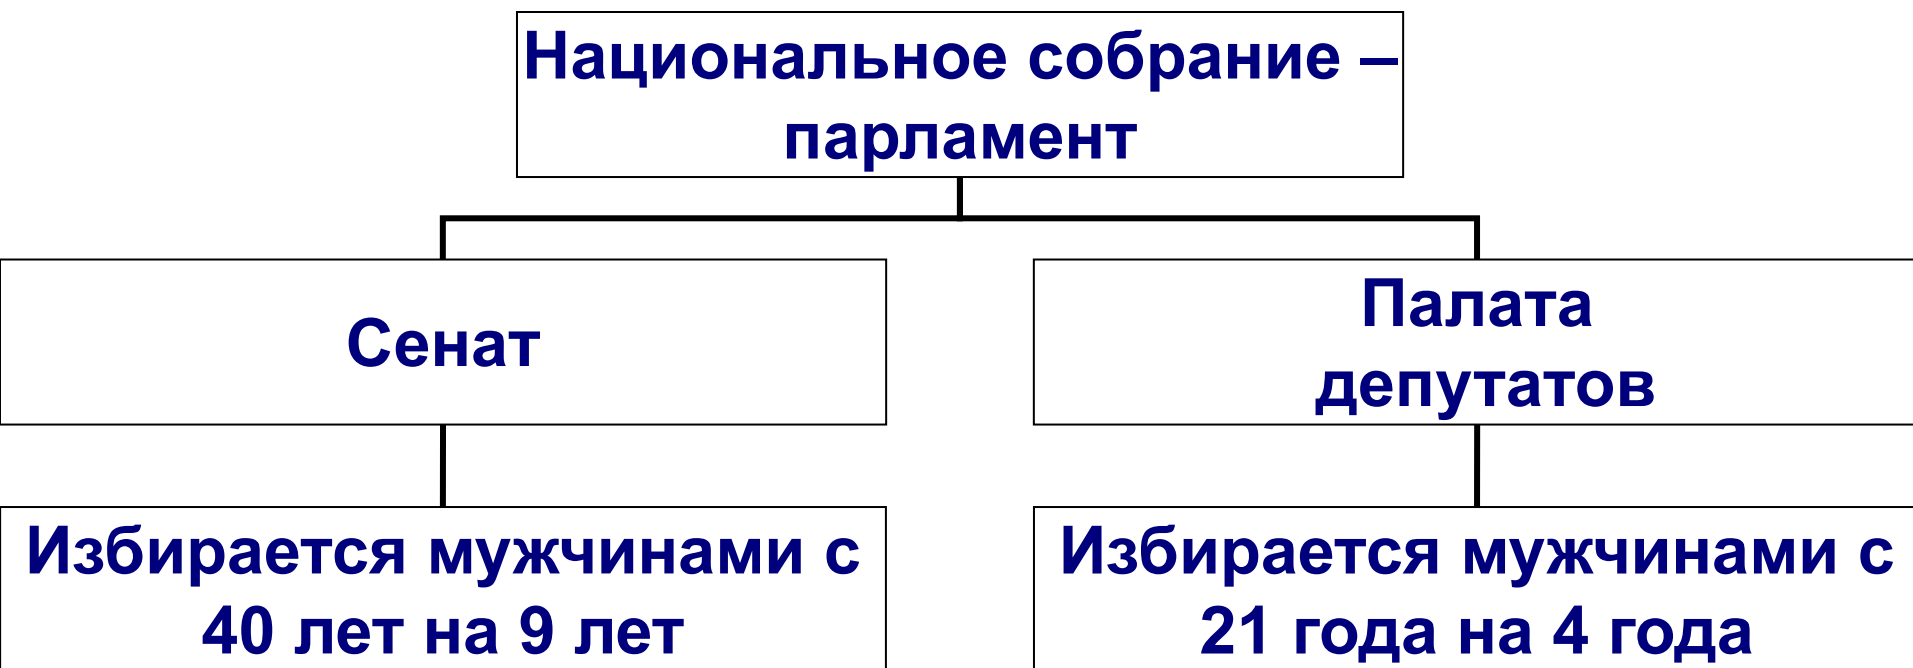 Национальное собрание –
парламент
Сенат
Палата
депутатов
Избирается мужчинами с
40 лет на 9 лет
Избирается мужчинами с
21 года на 4 года